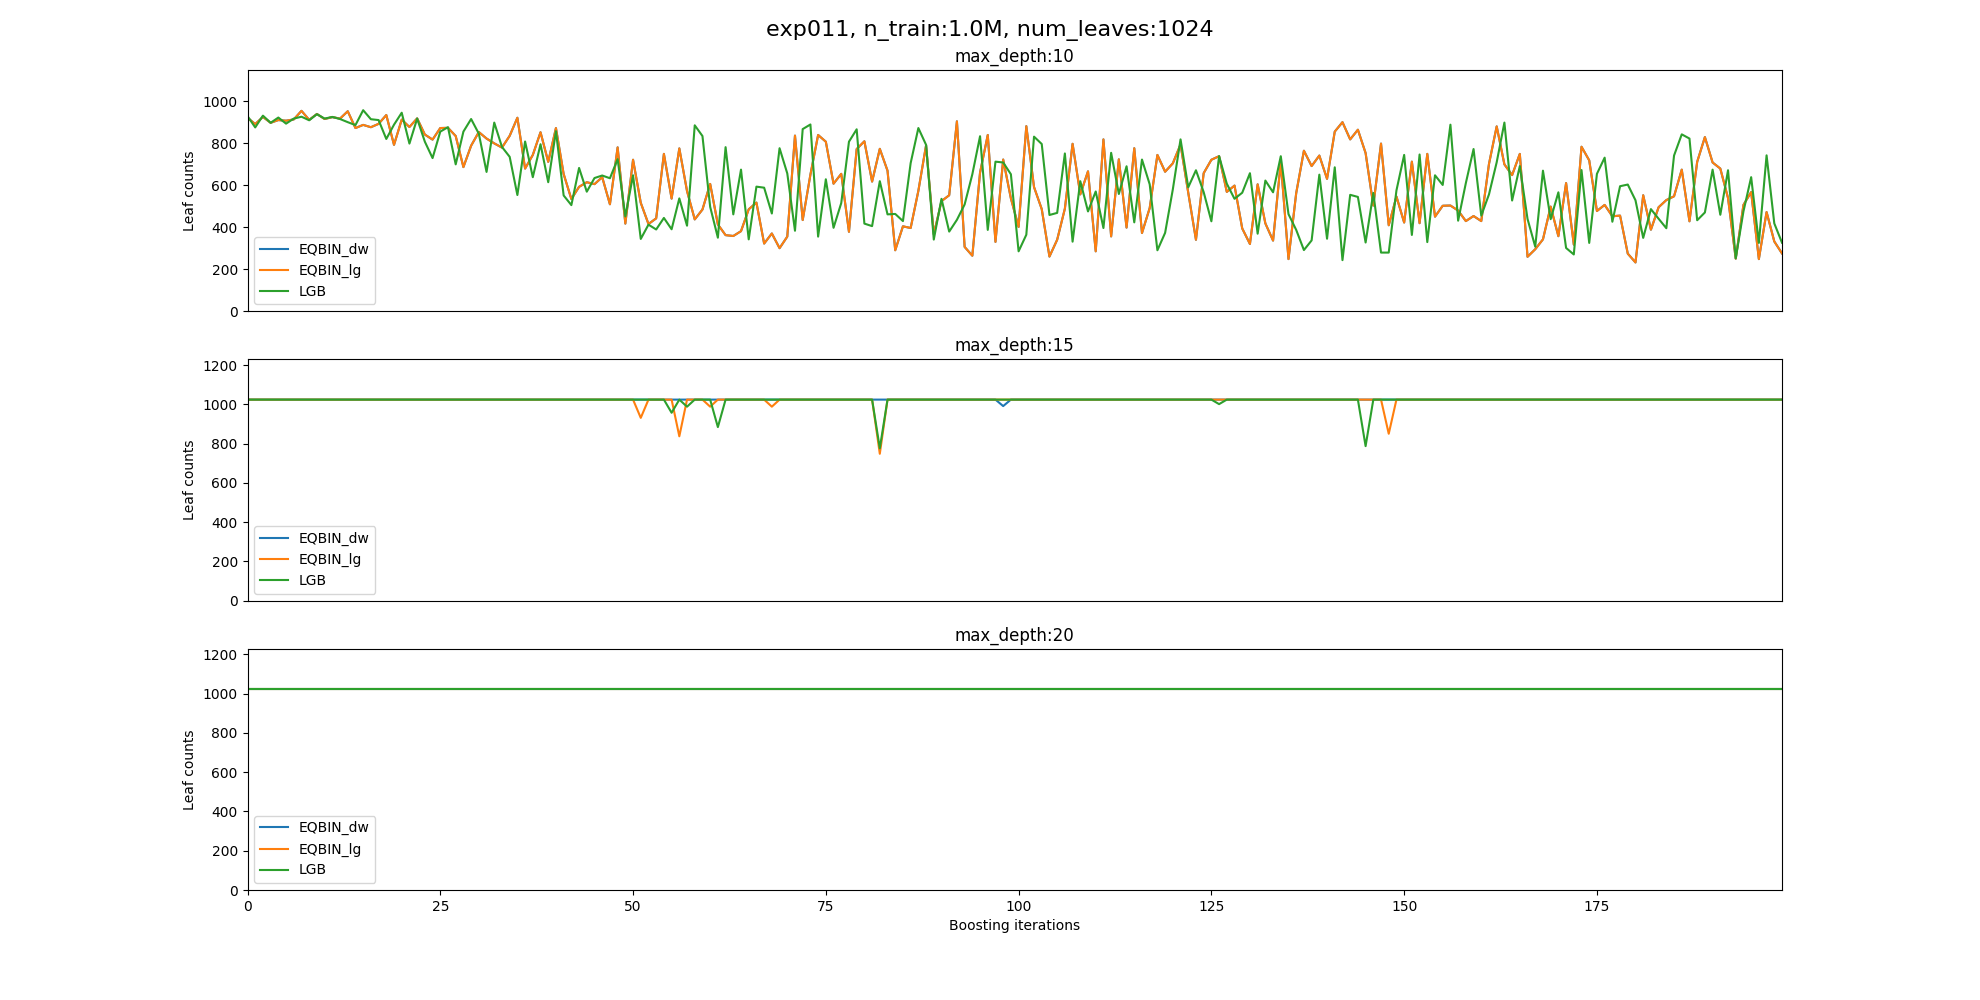 exp011, n_train:1.0M, num_leaves:1024
max_depth:10
1000
800
600
400
200
0
Leaf counts
EQBIN_dw
EQBIN_lg
LGB
max_depth:15
1200
1000
800
600
400
200
0
Leaf counts
EQBIN_dw
EQBIN_lg
LGB
max_depth:20
1200
1000
800
600
400
200
0
Leaf counts
EQBIN_dw
EQBIN_lg
LGB
0 25 50 75 100 125 150 175
Boosting iterations